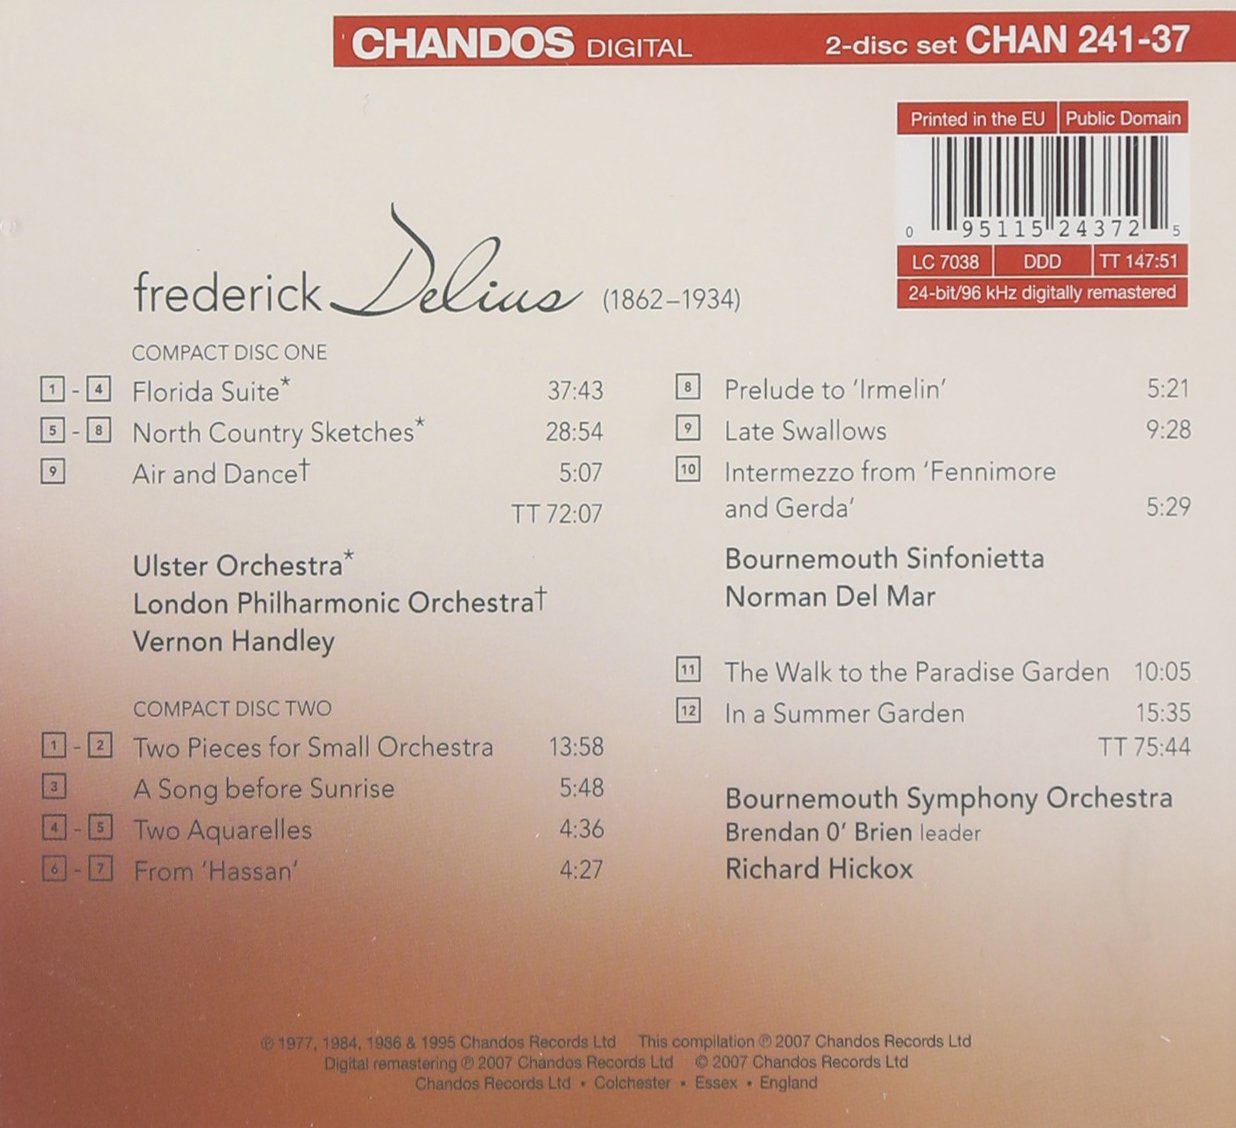 CHANDOS DIGITAL 2-disc set CHAN 241-37
Printed in the EU Public Domain
0 95115 24372 5
LC 7038 DDD TT 147:51
24-bit/96 kHz digitally remastered
frederick Delius (1862–1934)
COMPACT DISC ONE
1 - 4 Florida Suite* 37:43
5 - 8 North Country Sketches* 28:54
9 Air and Dance† 5:07
TT 72:07
Ulster Orchestra*
London Philharmonic Orchestra†
Vernon Handley
COMPACT DISC TWO
1 - 2 Two Pieces for Small Orchestra 13:58
3 A Song before Sunrise 5:48
4 - 5 Two Aquarelles 4:36
6 - 7 From ‘Hassan’ 4:27
8 Prelude to ‘Irmelin’ 5:21
9 Late Swallows 9:28
10 Intermezzo from ‘Fennimore
and Gerda’ 5:29
Bournemouth Sinfonietta
Norman Del Mar
11 The Walk to the Paradise Garden 10:05
12 In a Summer Garden 15:35
TT 75:44
Bournemouth Symphony Orchestra
Brendan O’ Brien leader
Richard Hickox
℗ 1977, 1984, 1986 & 1995 Chandos Records Ltd This compilation ℗ 2007 Chandos Records Ltd
Digital remastering ℗ 2007 Chandos Records Ltd © 2007 Chandos Records Ltd
Chandos Records Ltd • Colchester • Essex • England